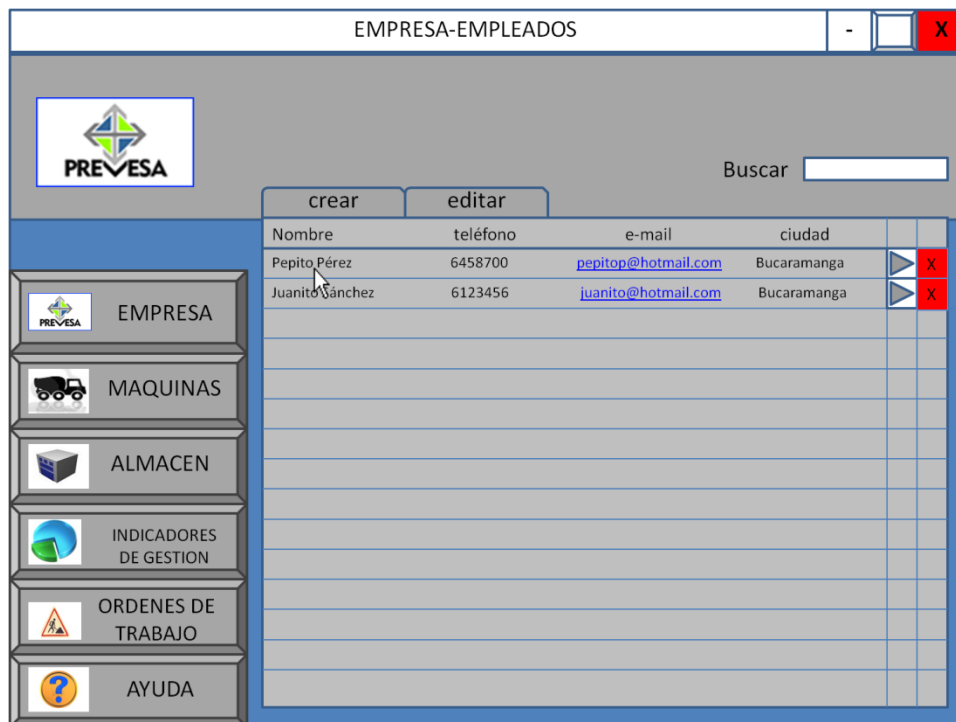 EMPRESA-EMPLEADOS - X
PREVESA
Buscar
crear editar
Nombre teléfono e-mail ciudad
Pepito Pérez 6458700 pepitop@hotmail.com Bucaramanga X
Juanito Sánchez 6123456 juanito@hotmail.com Bucaramanga X
PREVESA EMPRESA
MAQUINAS
ALMACEN
INDICADORES
DE GESTION
ORDENES DE
TRABAJO
? AYUDA